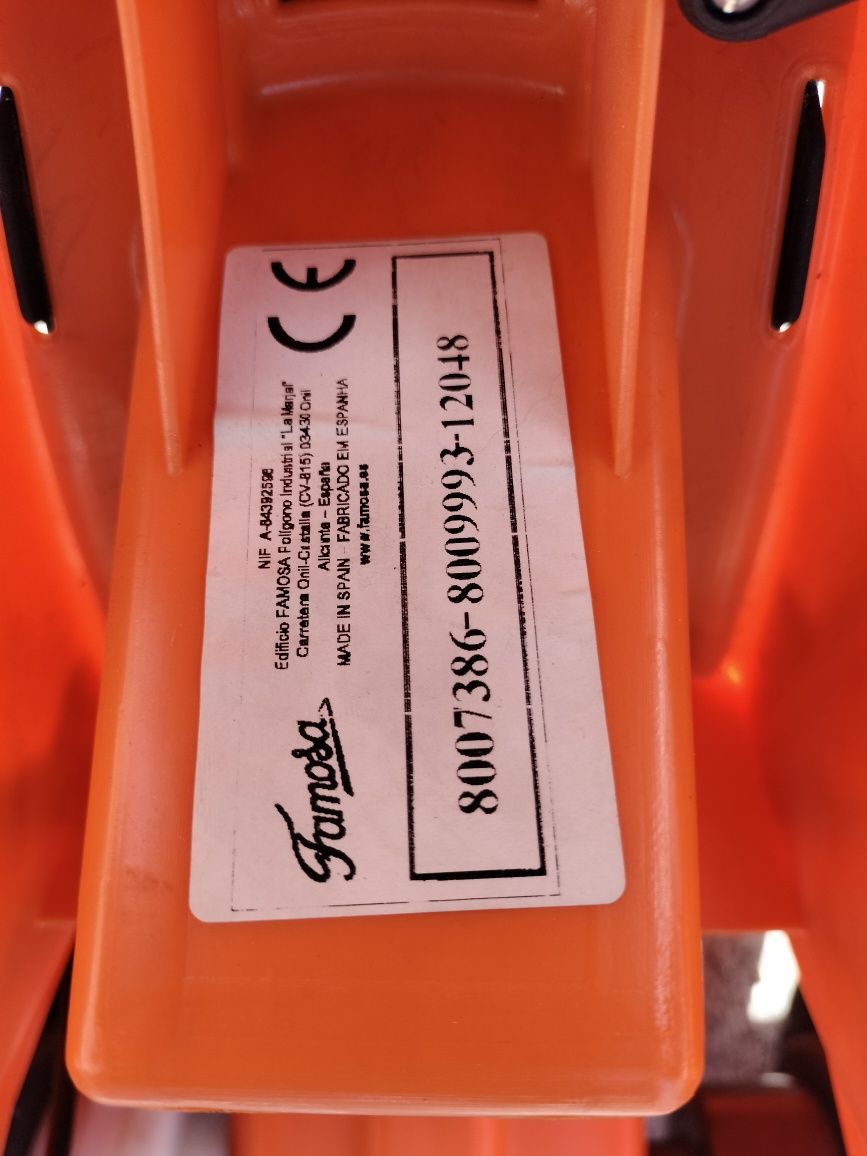 Famosa
NIF A-84392596
Edificio FAMOSA Polígono Industrial "La Marjal"
Carretera Onil-Castalla (CV-815) 03430 Onil
Alicante – España
MADE IN SPAIN - FABRICADO EM ESPANHA
www.famosa.es
CE
8007386-8009993-12048